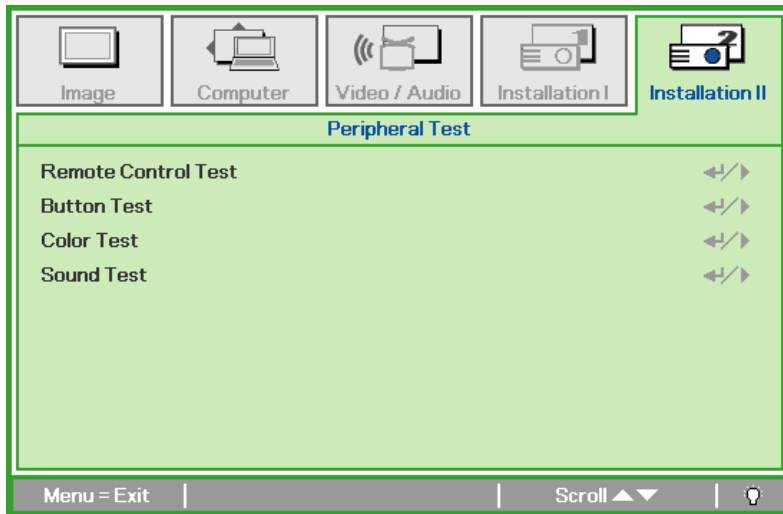 Image
Computer
Video / Audio
Installation I
Installation II
Peripheral Test
Remote Control Test
Button Test
Color Test
Sound Test
Menu = Exit
Scroll ▲▼